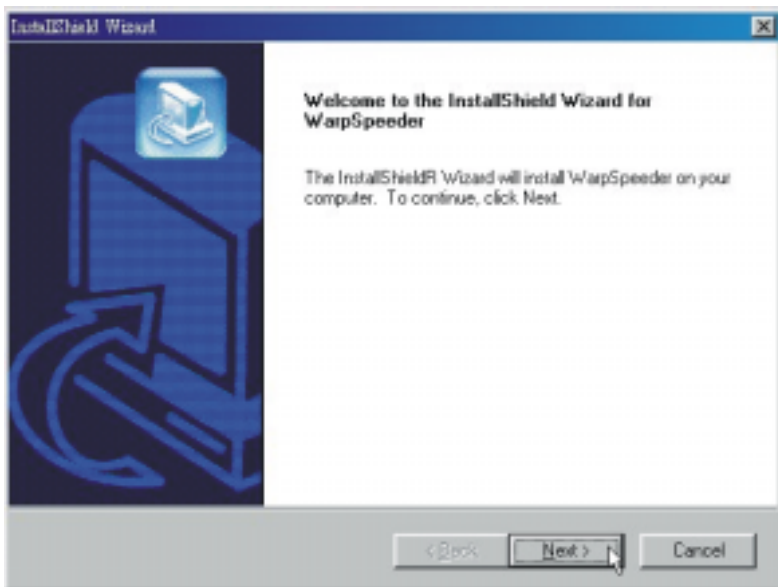 InstallShield Wizard
Welcome to the InstallShield Wizard for
WarpSpeeder
The InstallShieldR Wizard will install WarpSpeeder on your
computer. To continue, click Next.
< Back
Next >
Cancel